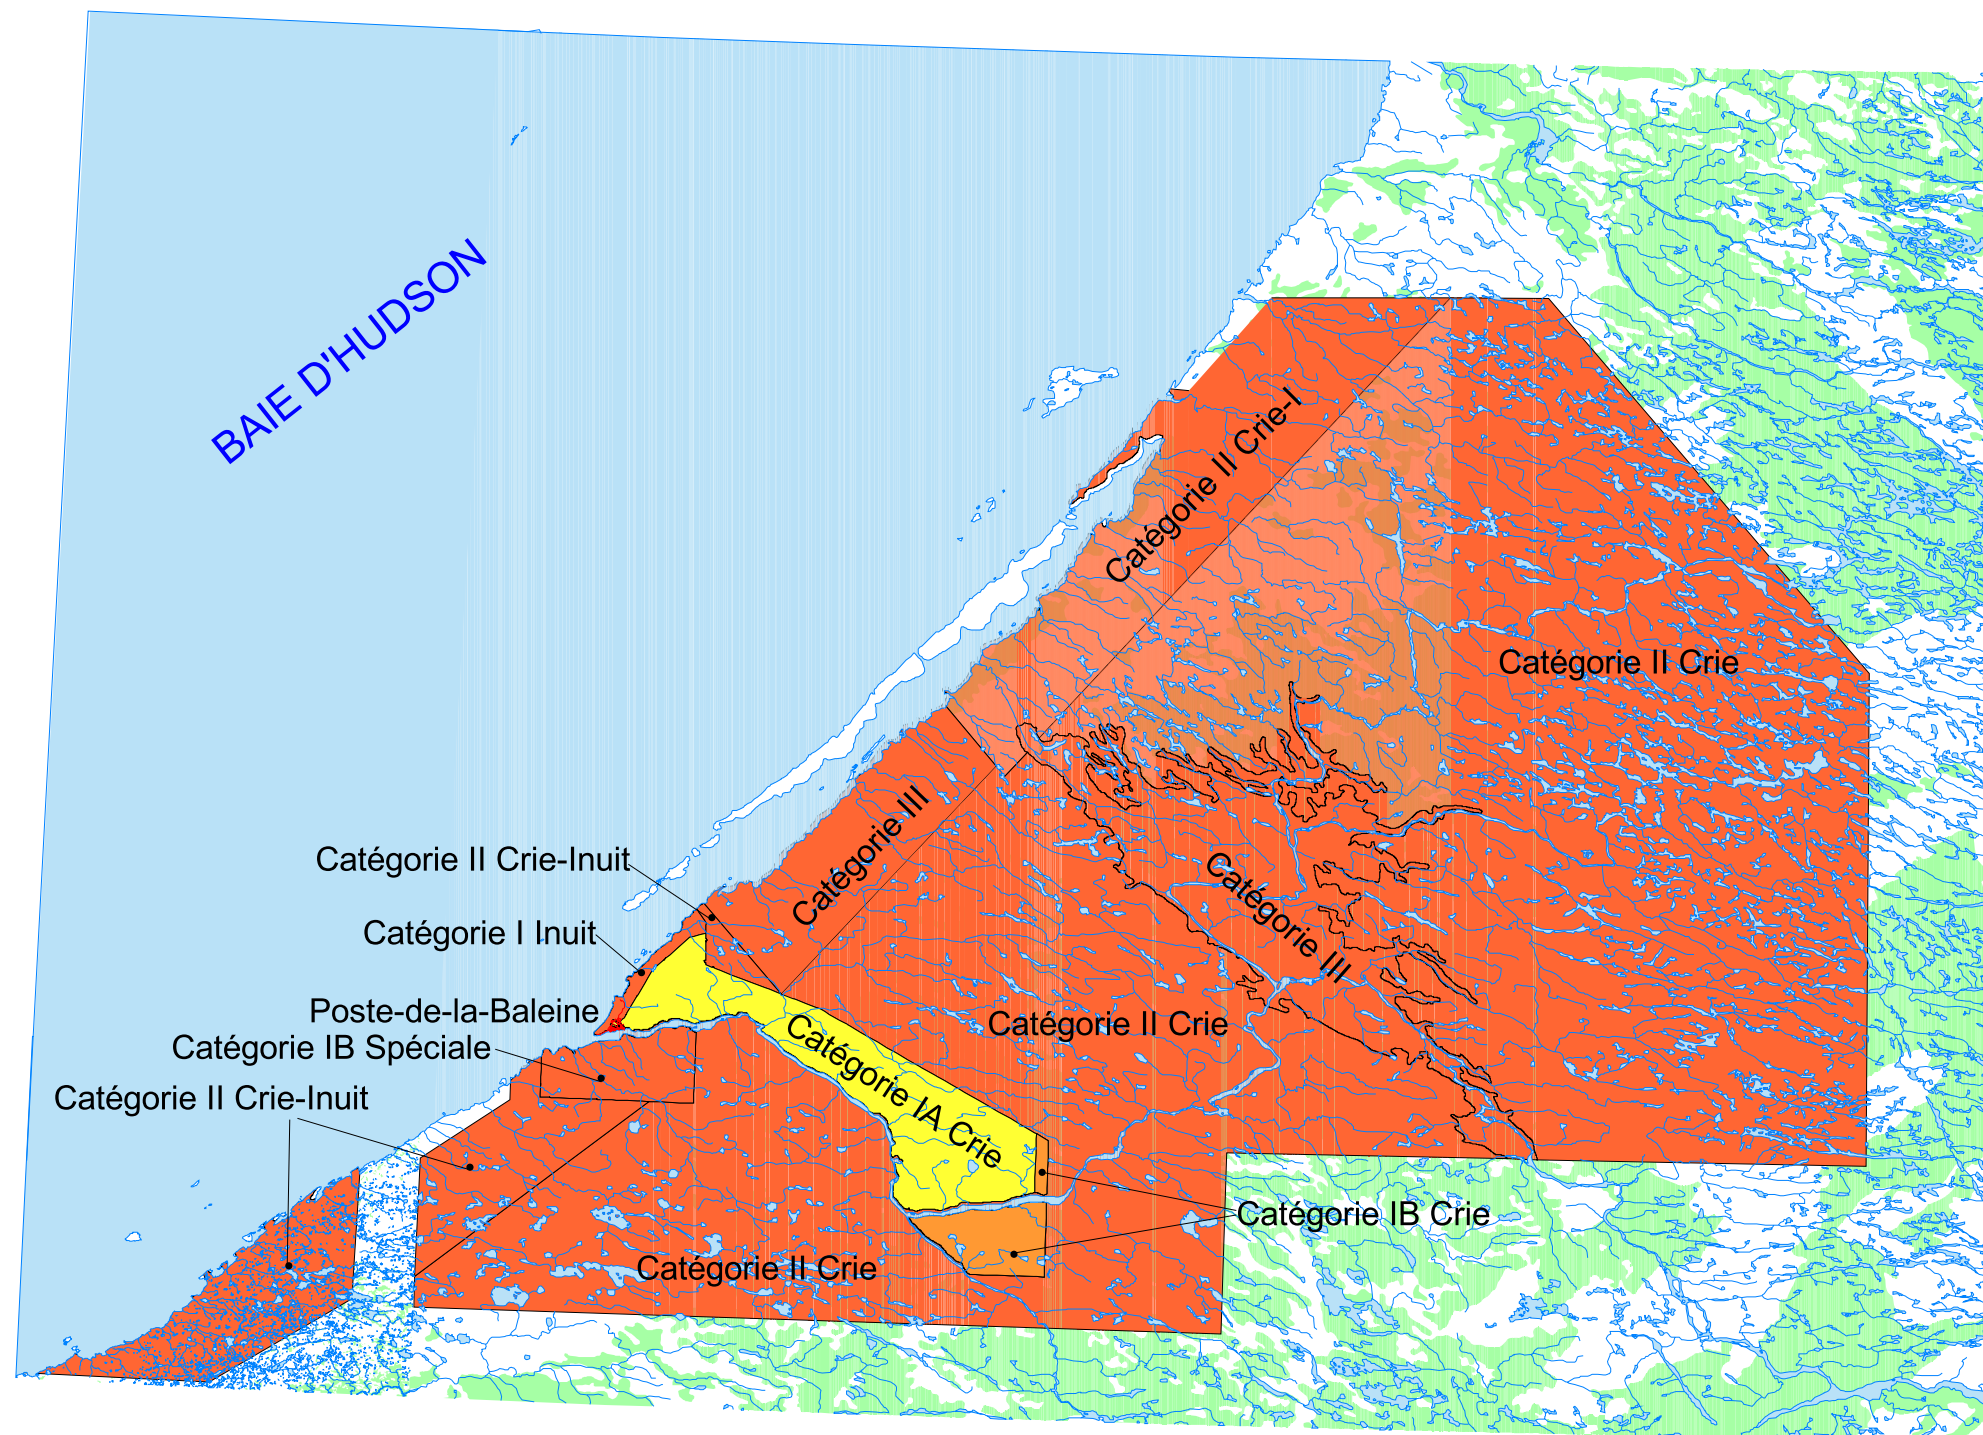 BAIE D'HUDSON
Catégorie II Crie-I
Catégorie II Crie
Catégorie III
Catégorie II Crie-Inuit
Catégorie I Inuit
Catégorie III
Poste-de-la-Baleine
Catégorie II Crie
Catégorie IB Spéciale
Catégorie IA Crie
Catégorie II Crie-Inuit
Catégorie IB Crie
Catégorie II Crie